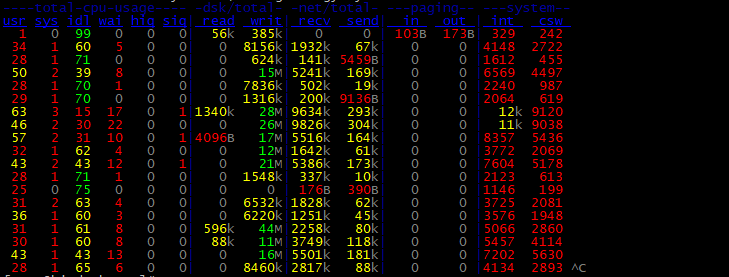 ----total-cpu-usage---- -dsk/total- -net/total- ---paging-- ---system--
usr sys idl wai hiq siq| read  writ| recv  send|  in   out | int   csw
  1   0  99   0   0   0|  56k  385k|   0     0 | 103B  173B| 329   242
 34   1  60   5   0   0|   0  8156k|1932k   67k|   0     0 |4148  2722
 28   1  71   0   0   0|   0   624k| 141k 5459B|   0     0 |1612   455
 50   2  39   8   0   0|   0    15M|5241k  169k|   0     0 |6569  4497
 28   1  70   1   0   0|   0  7836k| 502k   19k|   0     0 |2240   987
 29   1  70   0   0   0|   0  1316k| 200k 9136B|   0     0 |2064   619
 63   3  15  17   0   1|1340k   28M|9634k  293k|   0     0 |  12k 9120
 46   2  30  22   0   0|   0    26M|9826k  304k|   0     0 |  11k 9038
 57   2  31  10   0   1|4096B   17M|5516k  164k|   0     0 |8357  5436
 32   1  62   4   0   0|   0    12M|1642k   61k|   0     0 |3772  2069
 43   2  43  12   0   1|   0    21M|5386k  173k|   0     0 |7604  5178
 28   1  71   1   0   0|   0  1548k| 337k   10k|   0     0 |2123   613
 25   0  75   0   0   0|   0     0 | 176B  390B|   0     0 |1146   199
 31   2  63   4   0   0|   0  6532k|1828k   62k|   0     0 |3725  2081
 36   1  60   3   0   0|   0  6220k|1251k   45k|   0     0 |3576  1948
 31   1  61   8   0   0| 596k   44M|2258k   80k|   0     0 |5066  2860
 30   1  60   8   0   0|  88k   11M|3749k  118k|   0     0 |5457  4114
 43   1  43  13   0   0|   0    16M|5501k  181k|   0     0 |7202  5630
 28   1  65   6   0   0|   0  8460k|2817k   88k|   0     0 |4134  2893 ^C